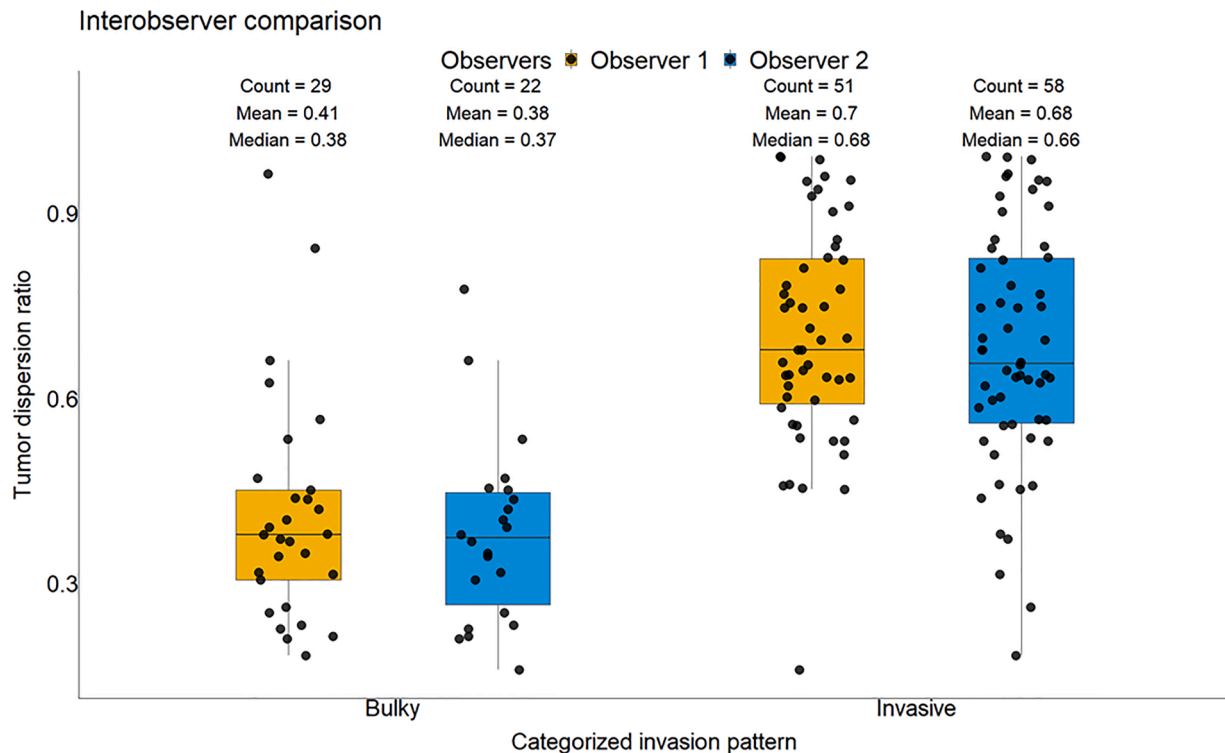 Interobserver comparison
Observers Observer 1 Observer 2
Count = 29 Count = 22 Count = 51 Count = 58
Mean = 0.41 Mean = 0.38 Mean = 0.7 Mean = 0.68
Median = 0.38 Median = 0.37 Median = 0.68 Median = 0.66
0.9
0.6
0.3
Tumor dispersion ratio
Bulky Invasive
Categorized invasion pattern